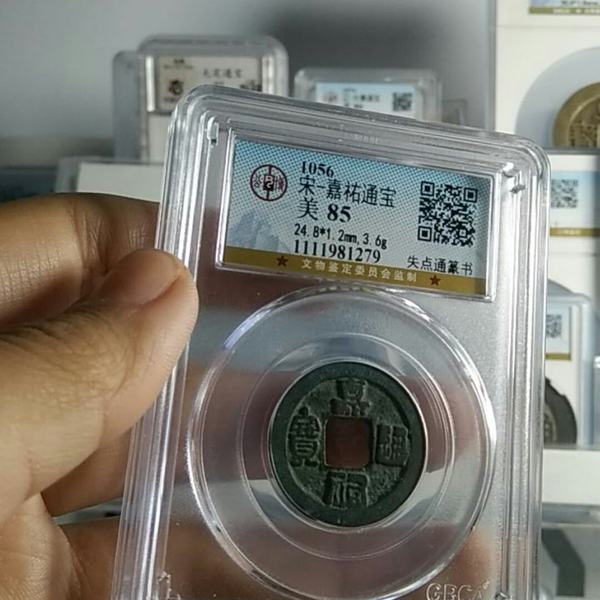 1056
宋-嘉祐通宝
美 85
24.8*1.2mm,3.6g
1111981279
失点通篆书
★ 文物鉴定委员会监制 ★
嘉
祐
通
寶
GBCA